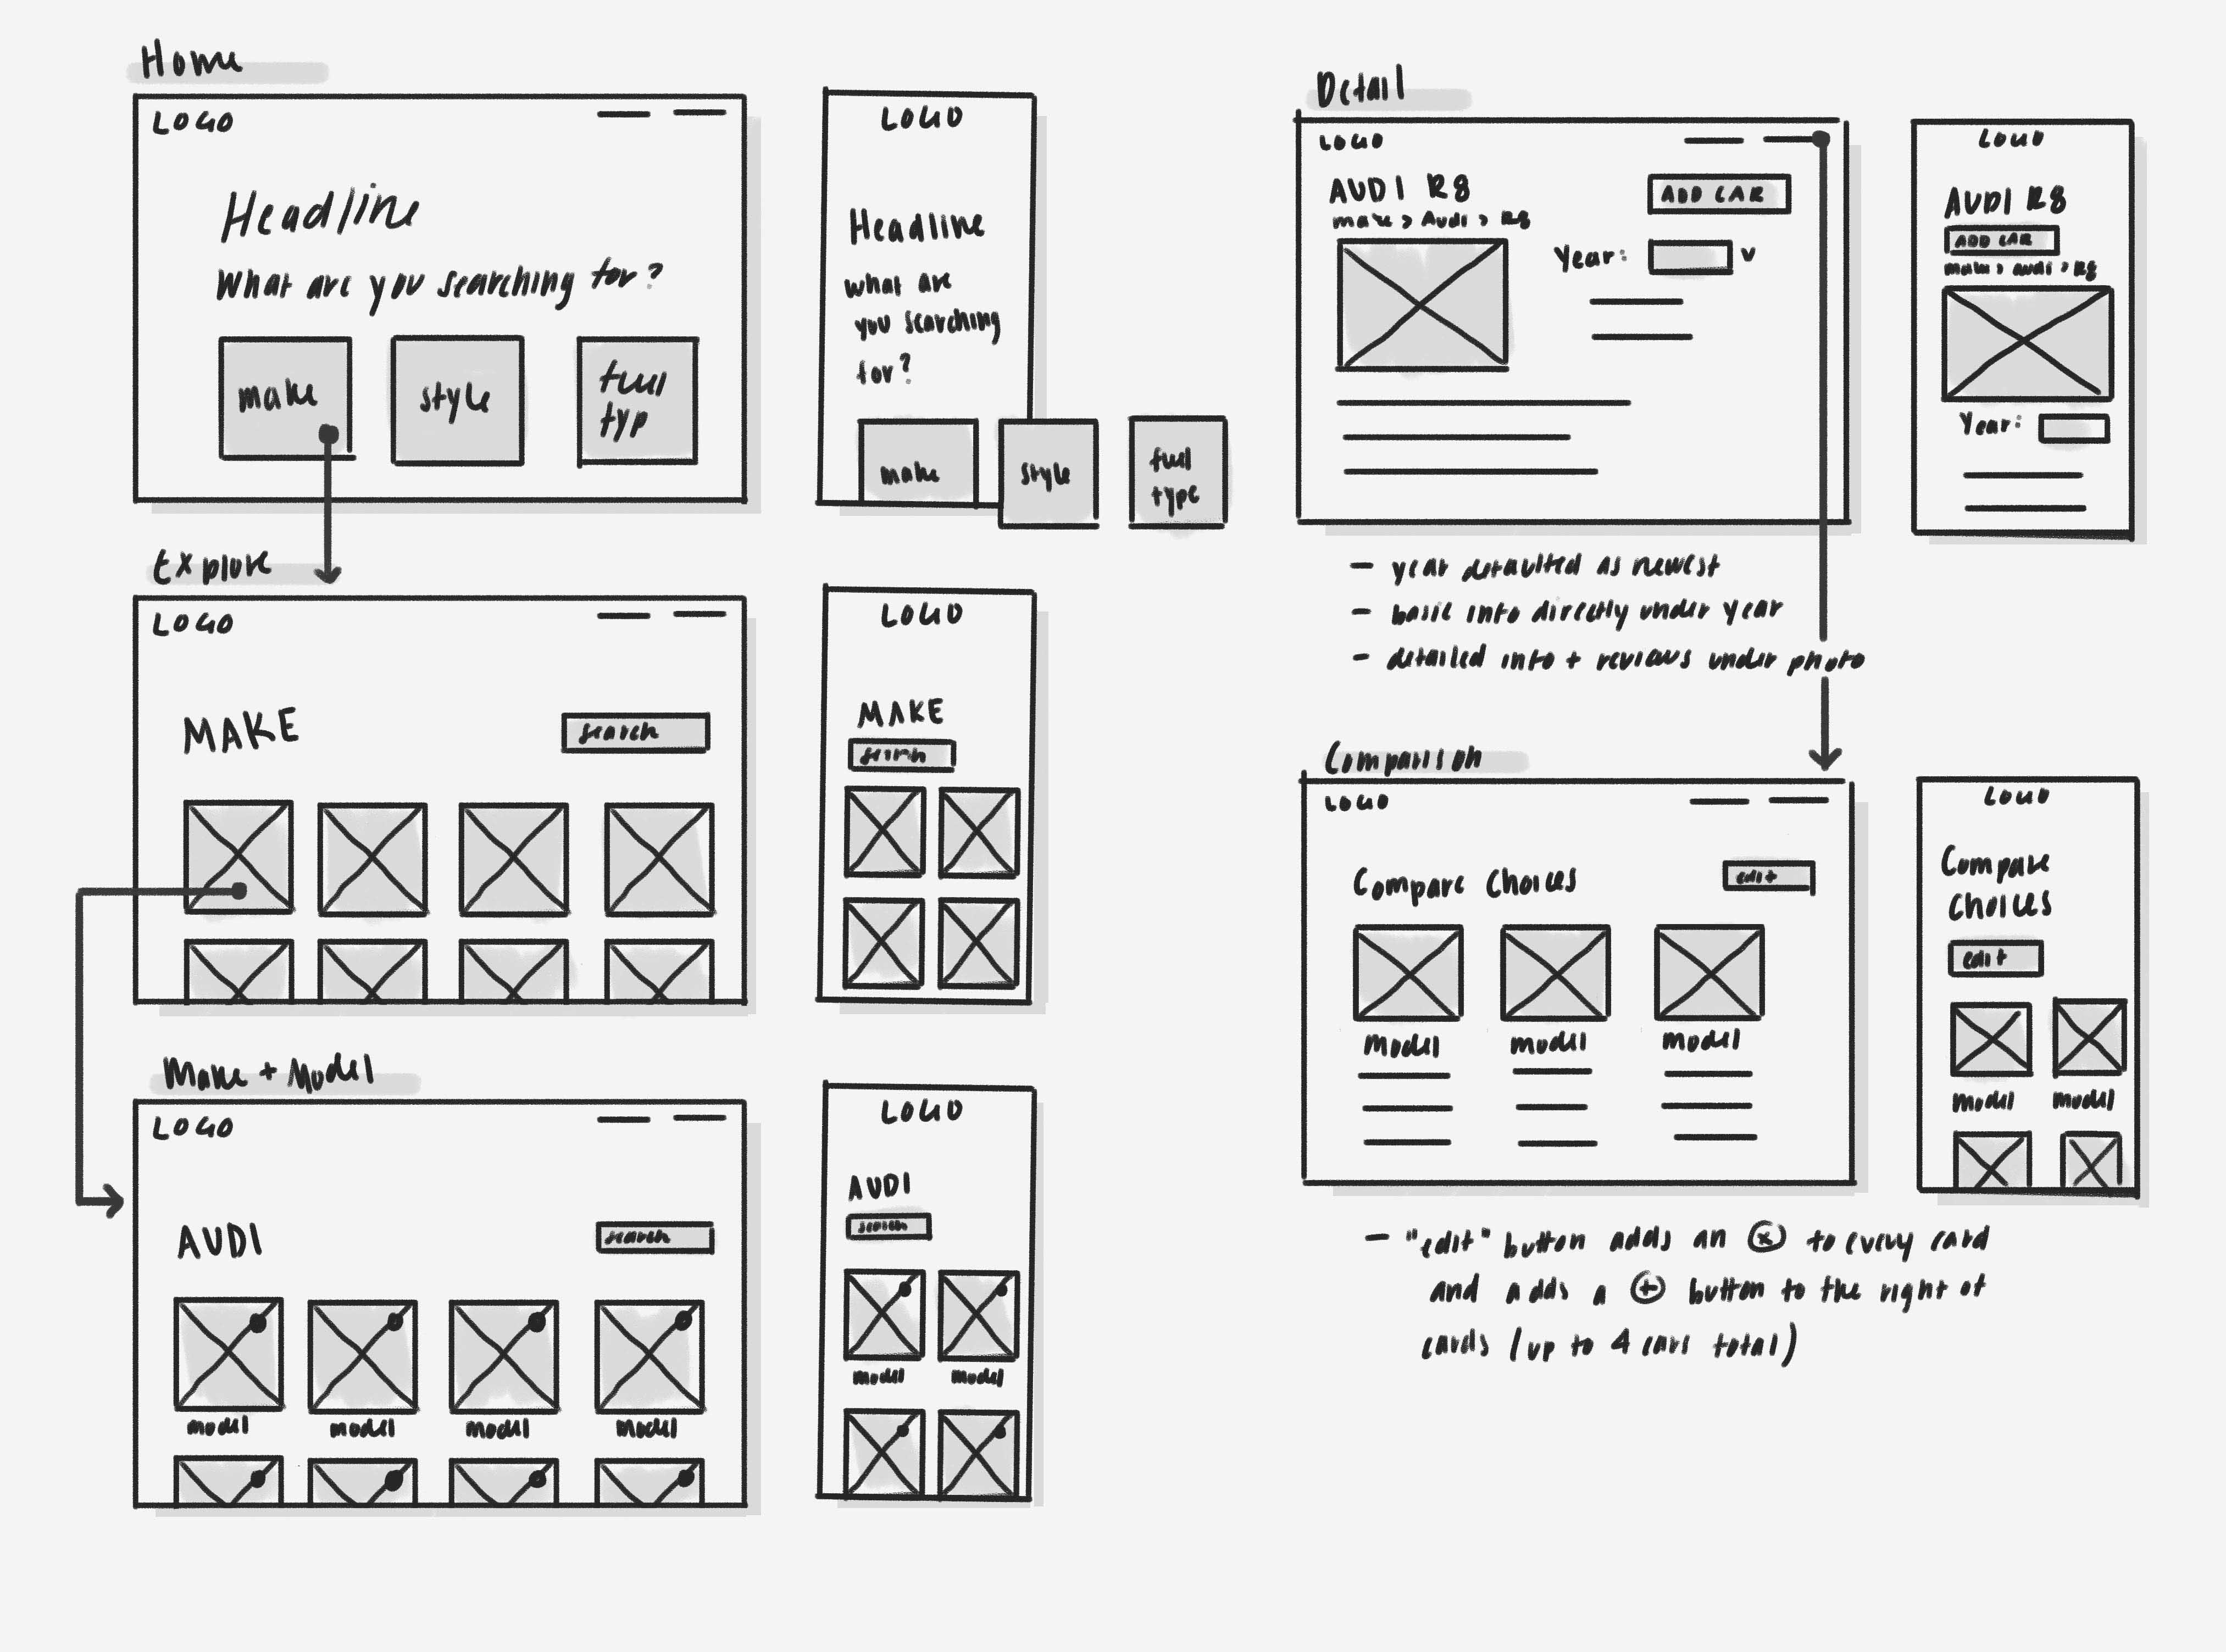 Home
LOGO
Headline
What are you searching for?
make
style
fuel
typ
LOGO
Headline
what are
you searching
for?
make
style
fuel
type
Explore
LOGO
MAKE
search
LOGO
MAKE
search
Make + Model
LOGO
AUDI
search
model
model
model
model
LOGO
AUDI
search
model
model
Detail
LOGO
AUDI R8
ADD CAR
make > Audi > R8
Year:
v
LOGO
AUDI R8
ADD CAR
make > audi > R8
Year:
- year defaulted as newest
- basic info directly under year
- detailed info + reviews under photo
Comparison
LOGO
Compare Choices
edit
Model
Model
Model
LOGO
Compare
Choices
edit
Model
Model
- "edit" button adds an ⓧ to every card
and adds a ⊕ button to the right of
cards (up to 4 cars total)